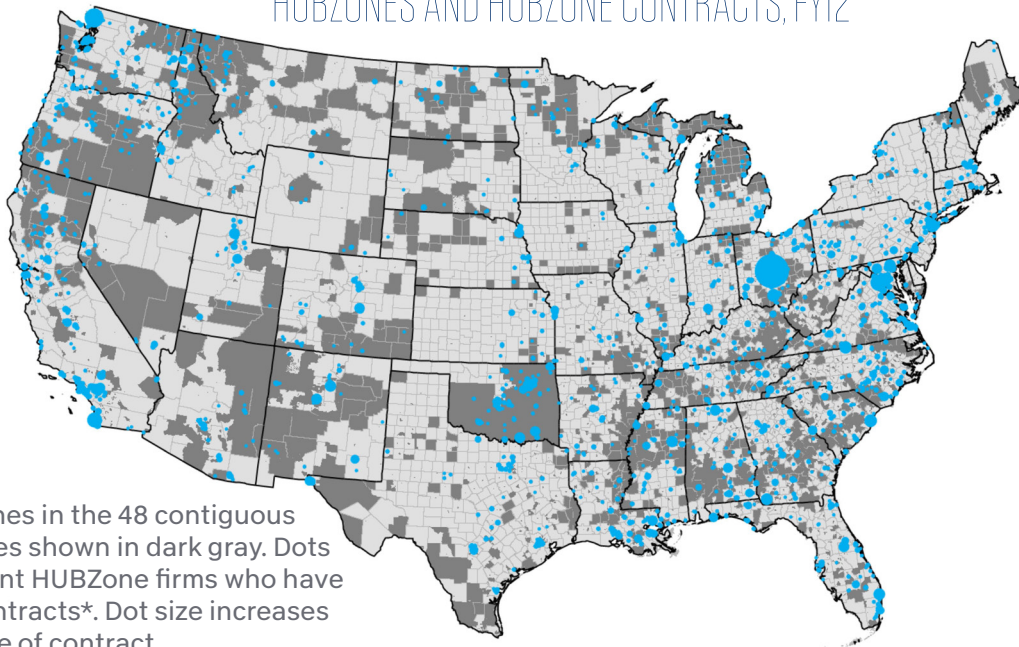 HUBZONES AND HUBZONE CONTRACTS, FY12
nes in the 48 contiguous
es shown in dark gray. Dots
nt HUBZone firms who have
ntracts*. Dot size increases
e of contract